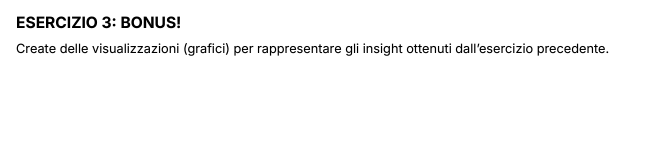 ESERCIZIO 3: BONUS!
Create delle visualizzazioni (grafici) per rappresentare gli insight ottenuti dall’esercizio precedente.